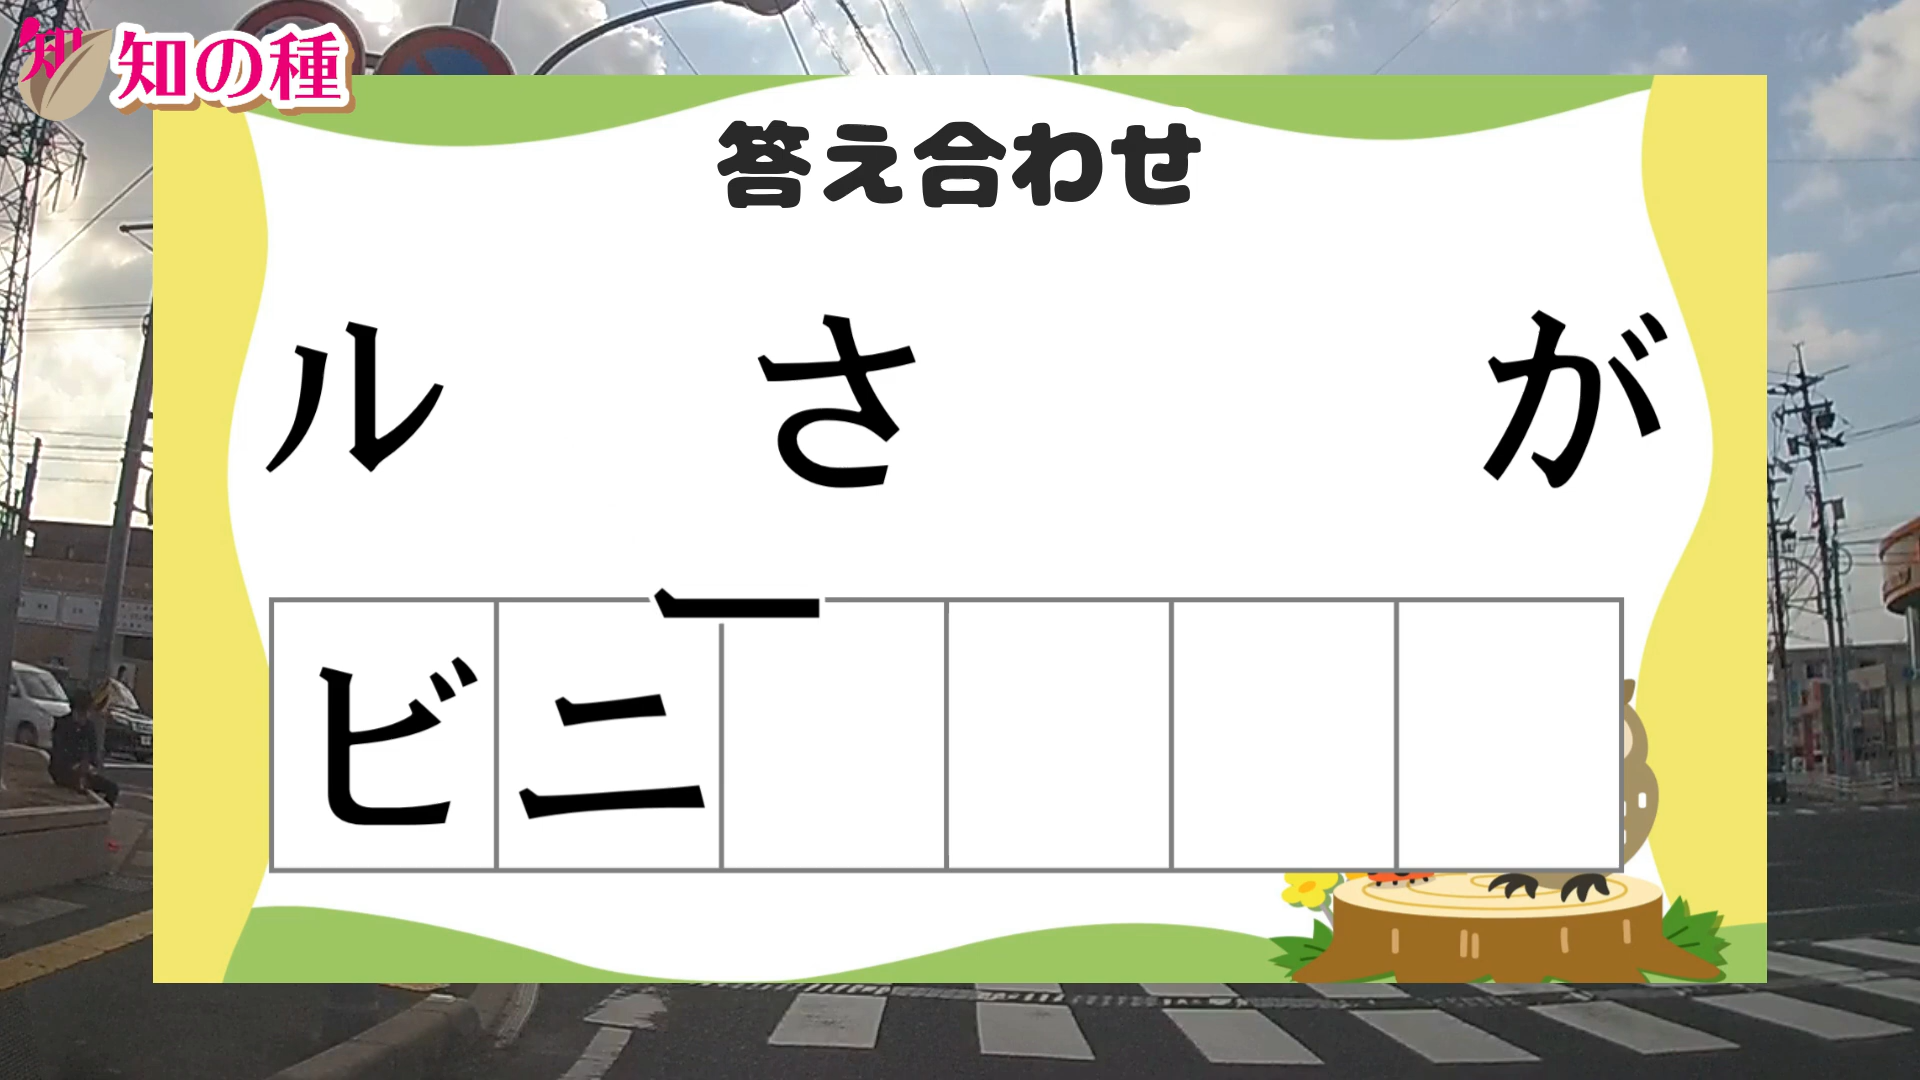 知の種
答え合わせ
ル さ が
ー
ビニ